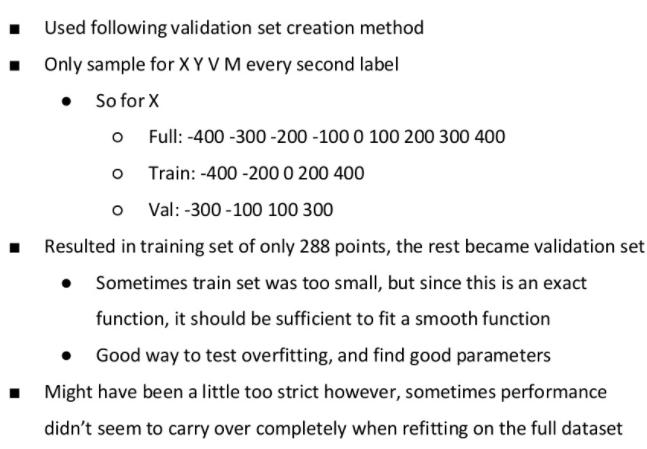 ■ Used following validation set creation method
■ Only sample for X Y V M every second label
● So for X
○ Full: -400 -300 -200 -100 0 100 200 300 400
○ Train: -400 -200 0 200 400
○ Val: -300 -100 100 300
■ Resulted in training set of only 288 points, the rest became validation set
● Sometimes train set was too small, but since this is an exact
function, it should be sufficient to fit a smooth function
● Good way to test overfitting, and find good parameters
■ Might have been a little too strict however, sometimes performance
didn’t seem to carry over completely when refitting on the full dataset